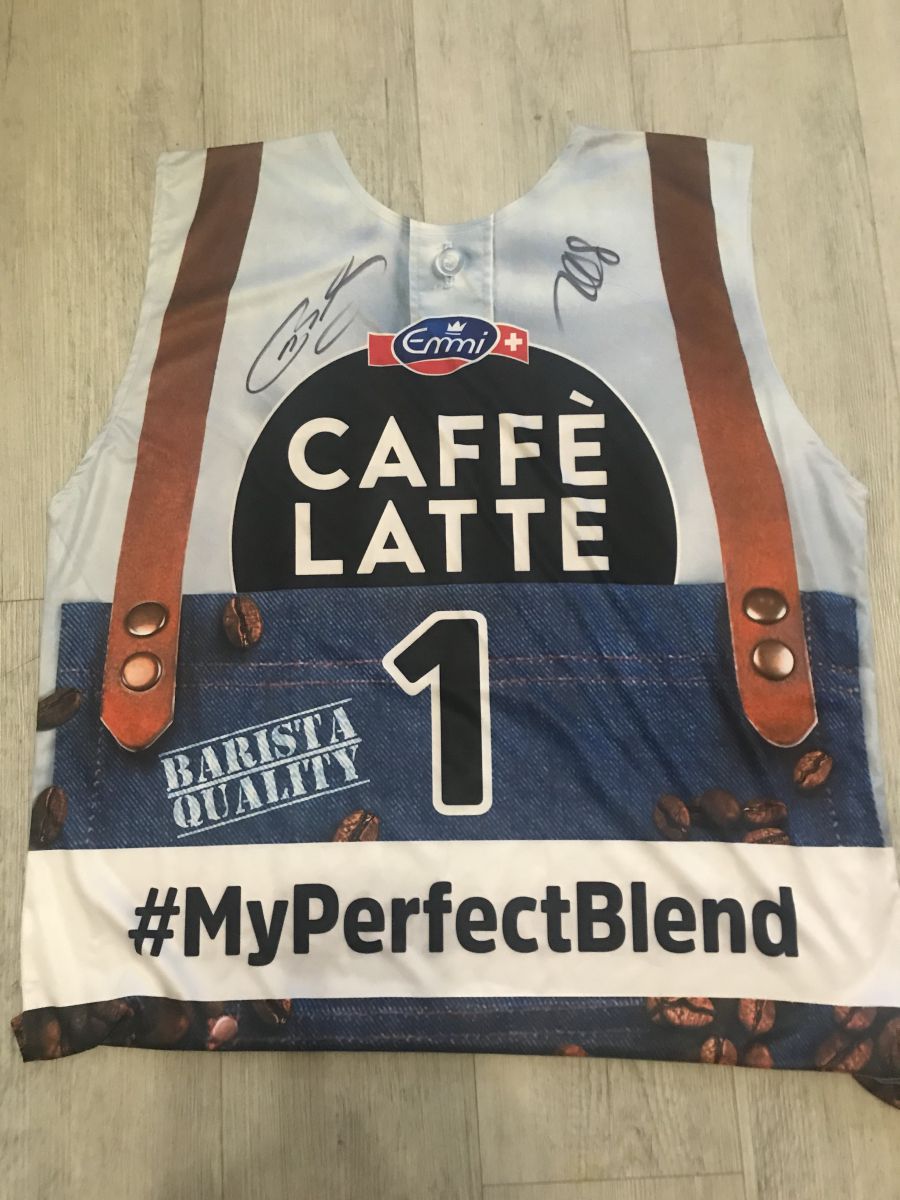 Emmi
CAFFÈ
LATTE
1
BARISTA
QUALITY
#MyPerfectBlend